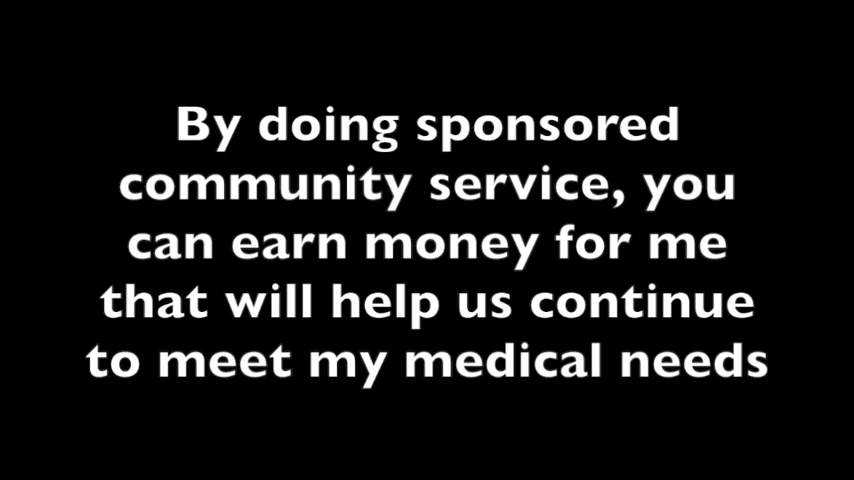 By doing sponsored
community service, you
can earn money for me
that will help us continue
to meet my medical needs